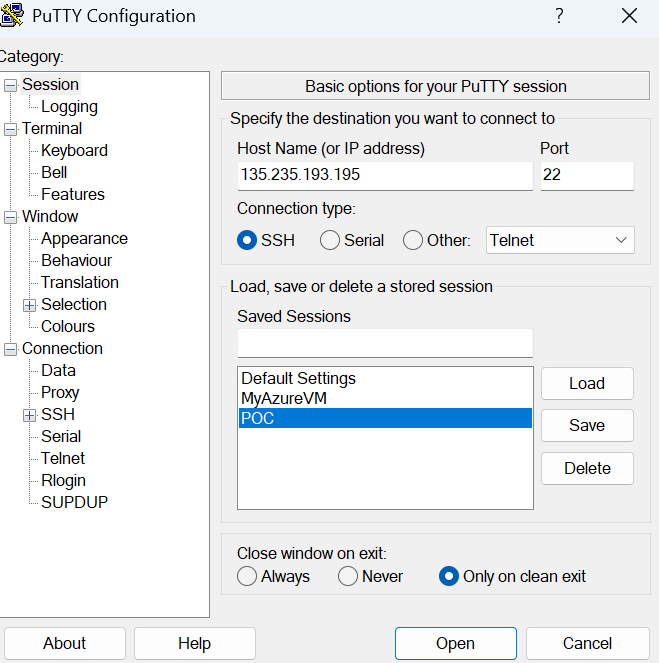 PuTTY Configuration
?
Category:
Session
Logging
Terminal
Keyboard
Bell
Features
Window
Appearance
Behaviour
Translation
Selection
Colours
Connection
Data
Proxy
SSH
Serial
Telnet
Rlogin
SUPDUP
Basic options for your PuTTY session
Specify the destination you want to connect to
Host Name (or IP address) Port
135.235.193.195 22
Connection type:
SSH Serial Other: Telnet
Load, save or delete a stored session
Saved Sessions
Default Settings
MyAzureVM
POC
Load
Save
Delete
Close window on exit:
Always Never Only on clean exit
About Help Open Cancel